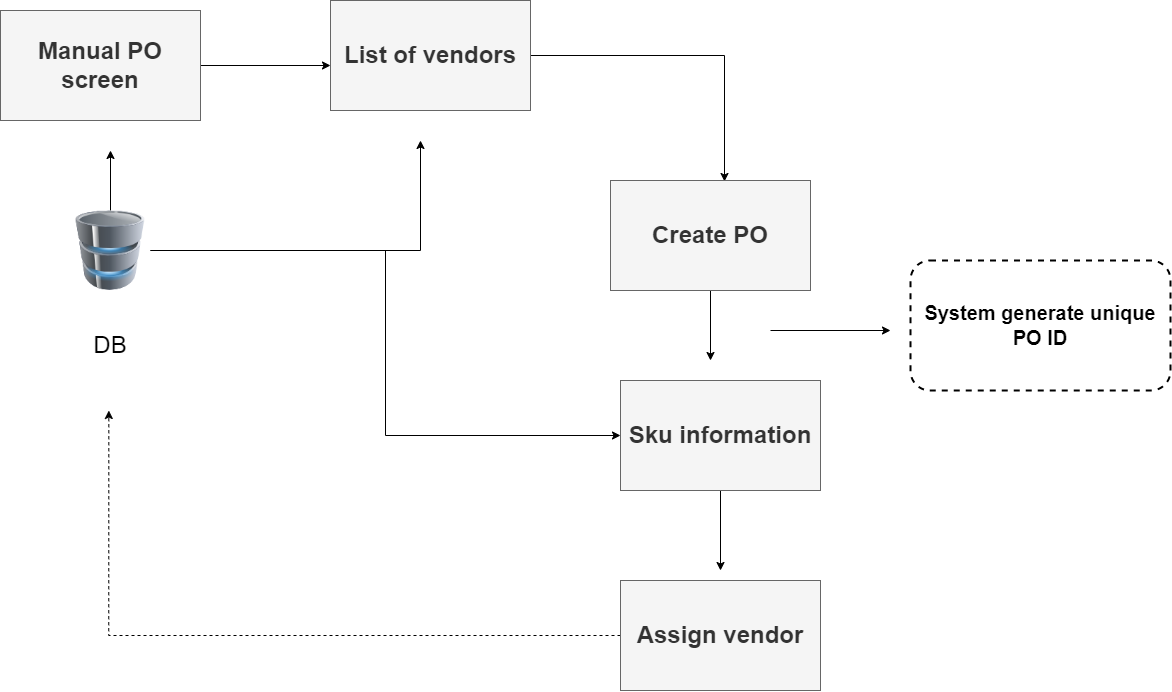 Manual PO
screen
List of vendors
Create PO
System generate unique
PO ID
DB
Sku information
Assign vendor